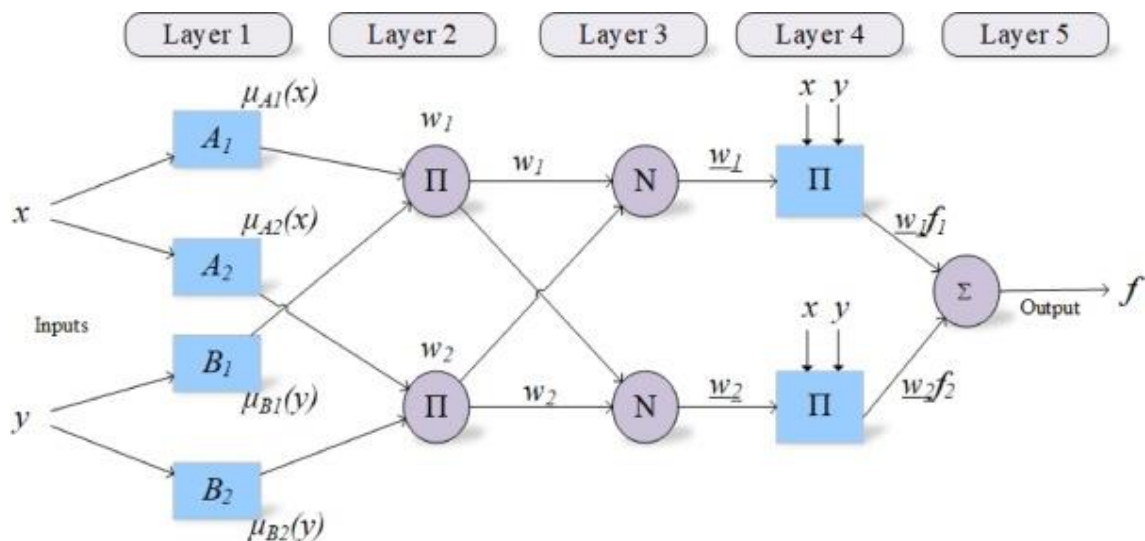 Layer 1 Layer 2 Layer 3 Layer 4 Layer 5
μA1(x)
x y
A1
w1
Π
w1
N
w1
Π
x
μA2(x)
w1f1
A2
Σ
f
Output
Inputs
x y
B1
w2
μB1(y)
Π
w2
N
w2
Π
w2f2
y
B2
μB2(y)